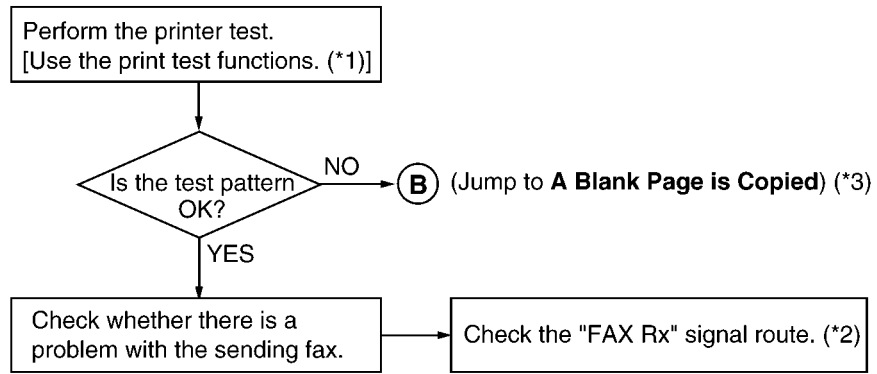 Perform the printer test.
[Use the print test functions. (*1)]
Is the test pattern
OK?
NO
B
(Jump to A Blank Page is Copied) (*3)
YES
Check whether there is a
problem with the sending fax.
Check the "FAX Rx" signal route. (*2)